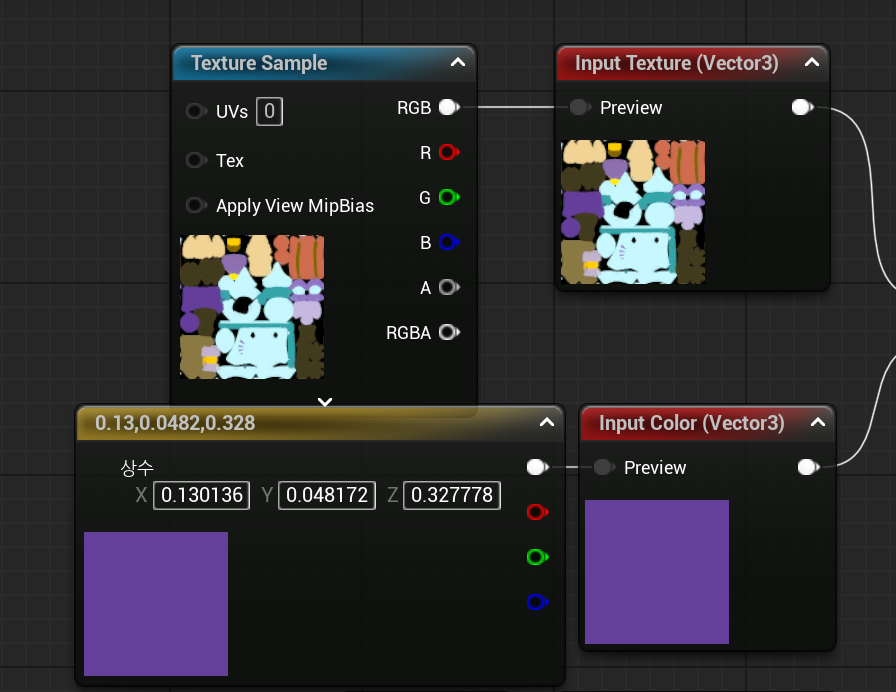 Texture Sample
UVs 0
Tex
Apply View MipBias
RGB
R
G
B
A
RGBA
Input Texture (Vector3)
Preview
0.13,0.0482,0.328
상수
X 0.130136 Y 0.048172 Z 0.327778
Input Color (Vector3)
Preview